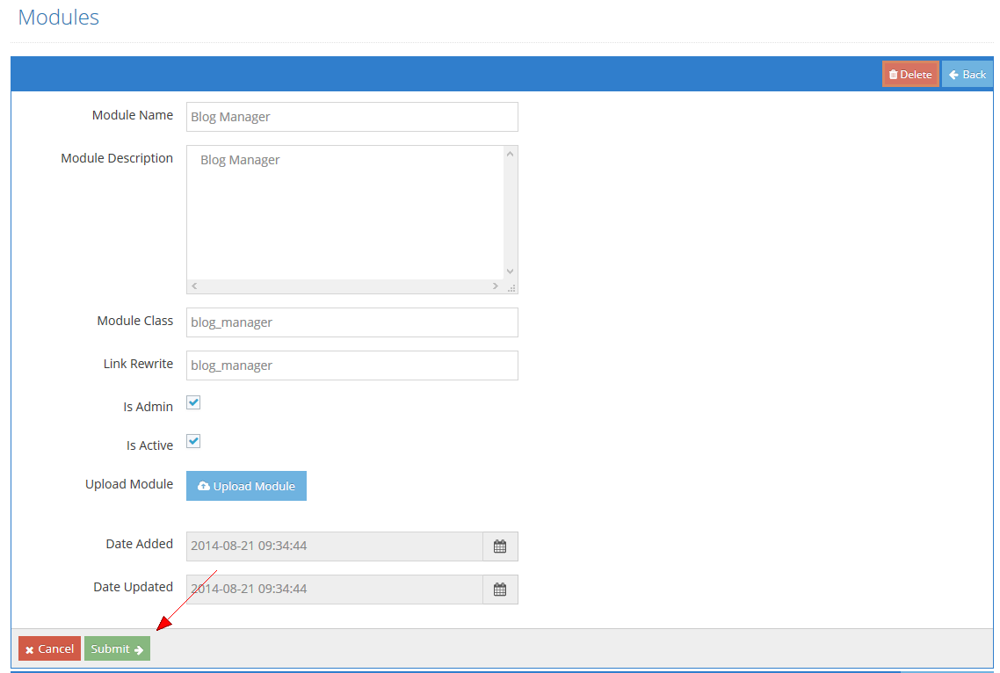 Modules
Delete Back
Module Name Blog Manager
Module Description Blog Manager
Module Class blog_manager
Link Rewrite blog_manager
Is Admin
Is Active
Upload Module Upload Module
Date Added 2014-08-21 09:34:44
Date Updated 2014-08-21 09:34:44
Cancel Submit